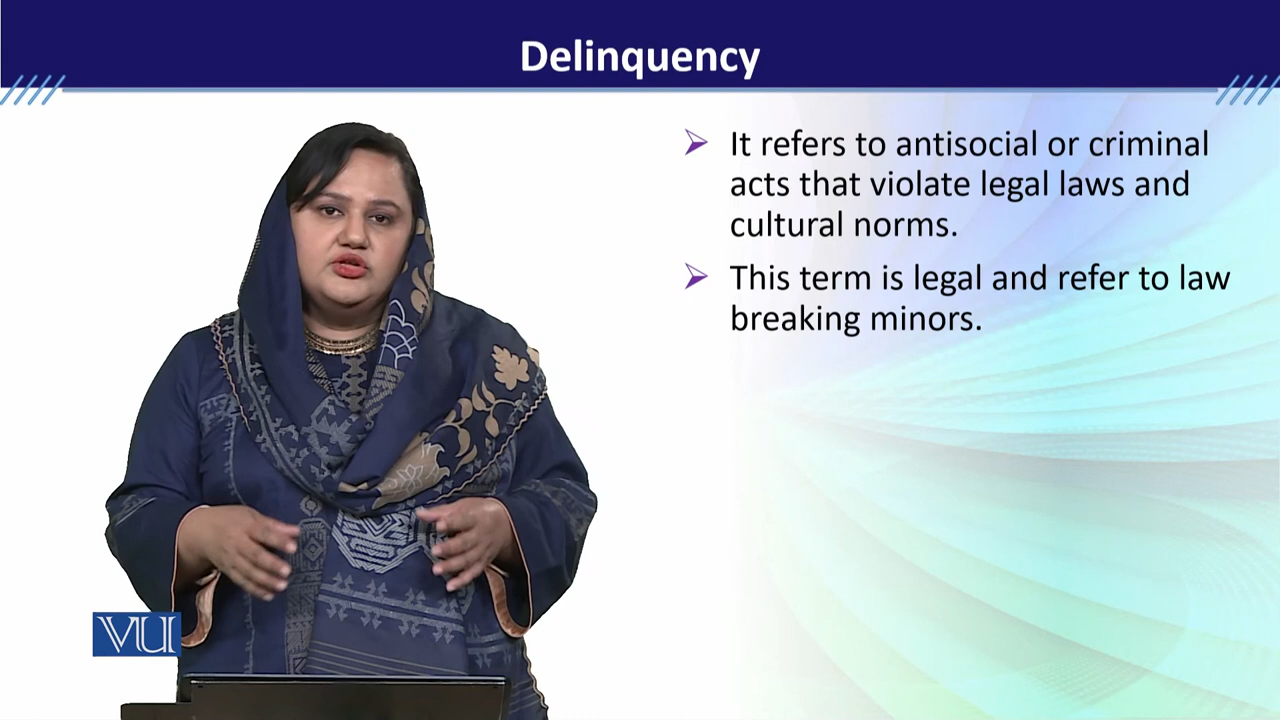 Delinquency
It refers to antisocial or criminal
acts that violate legal laws and
cultural norms.
This term is legal and refer to law
breaking minors.
VU